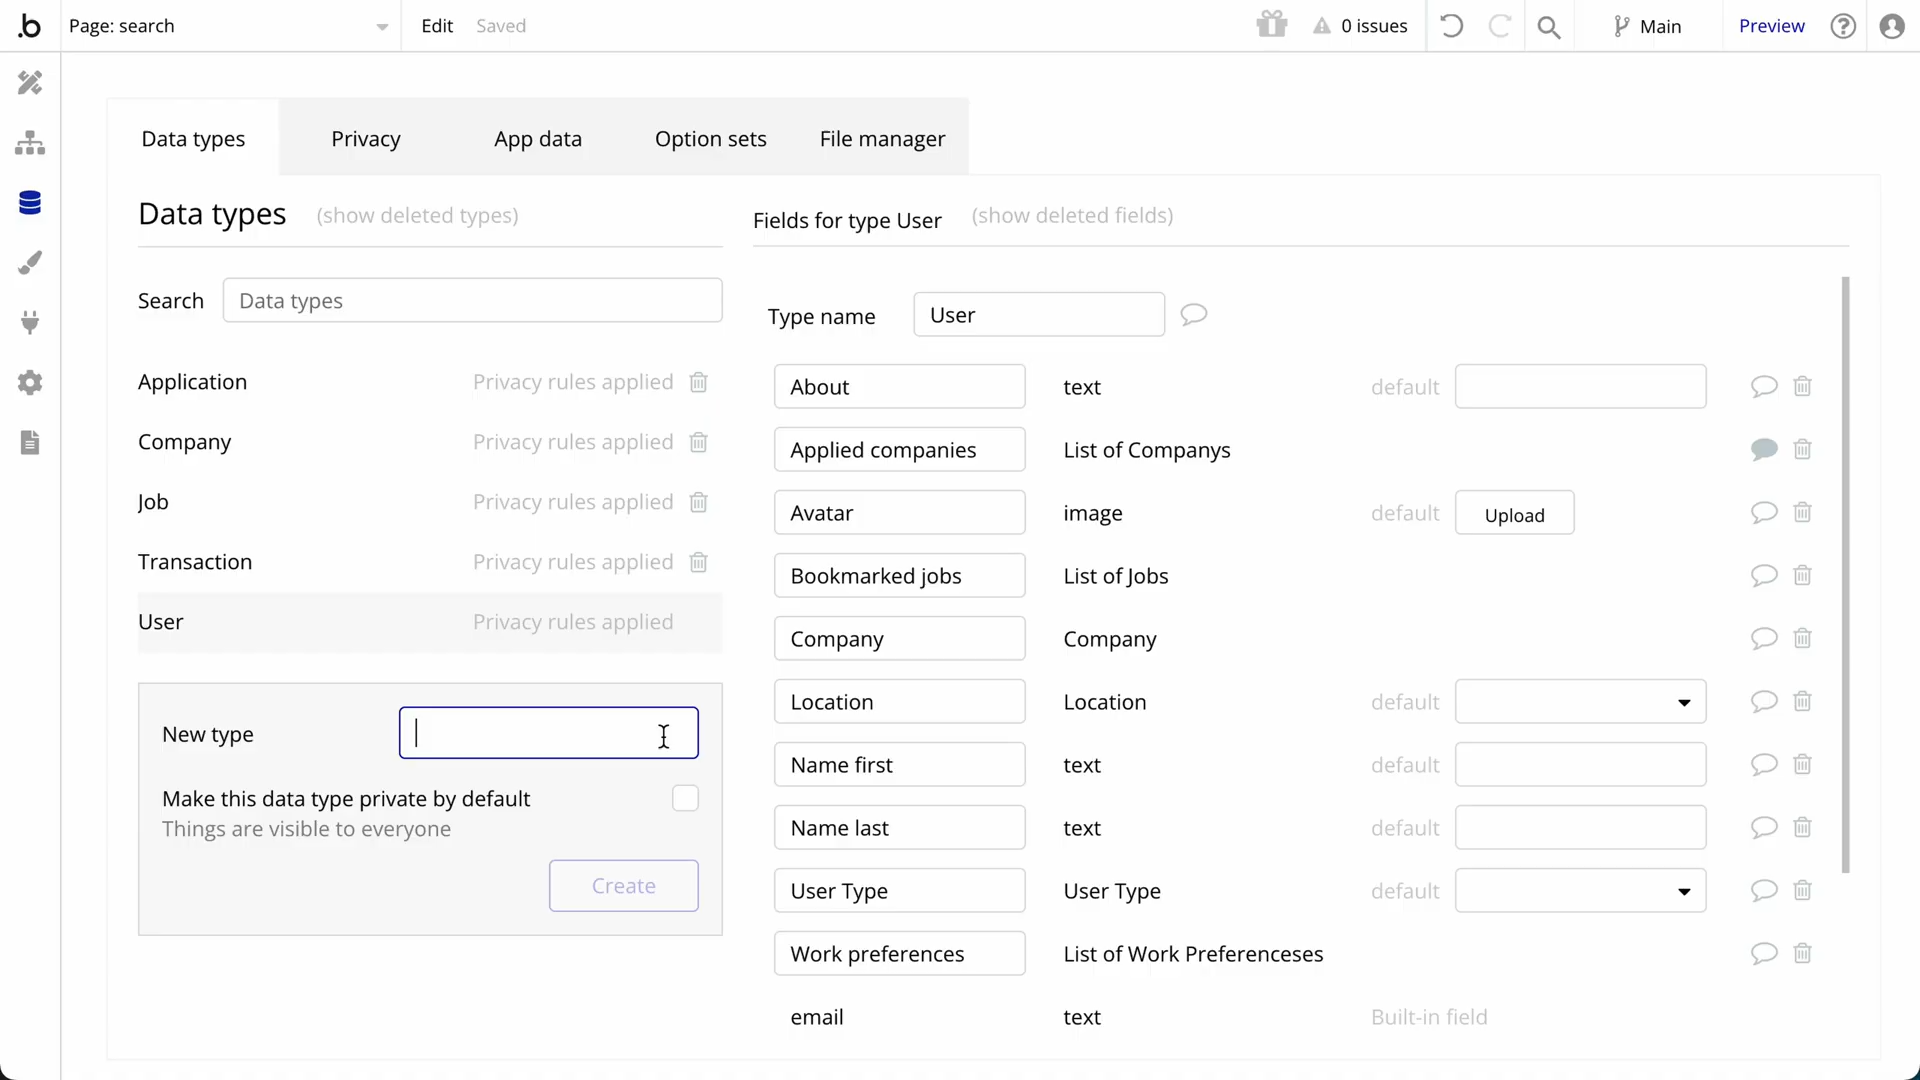 .b Page: search Edit Saved 0 issues Main Preview ?
Data types Privacy App data Option sets File manager
Data types (show deleted types)
Search Data types
Application Privacy rules applied
Company Privacy rules applied
Job Privacy rules applied
Transaction Privacy rules applied
User Privacy rules applied
New type
Make this data type private by default
Things are visible to everyone
Create
Fields for type User (show deleted fields)
Type name User
About text default
Applied companies List of Companys
Avatar image default Upload
Bookmarked jobs List of Jobs
Company Company
Location Location default
Name first text default
Name last text default
User Type User Type default
Work preferences List of Work Preferenceses
email text Built-in field